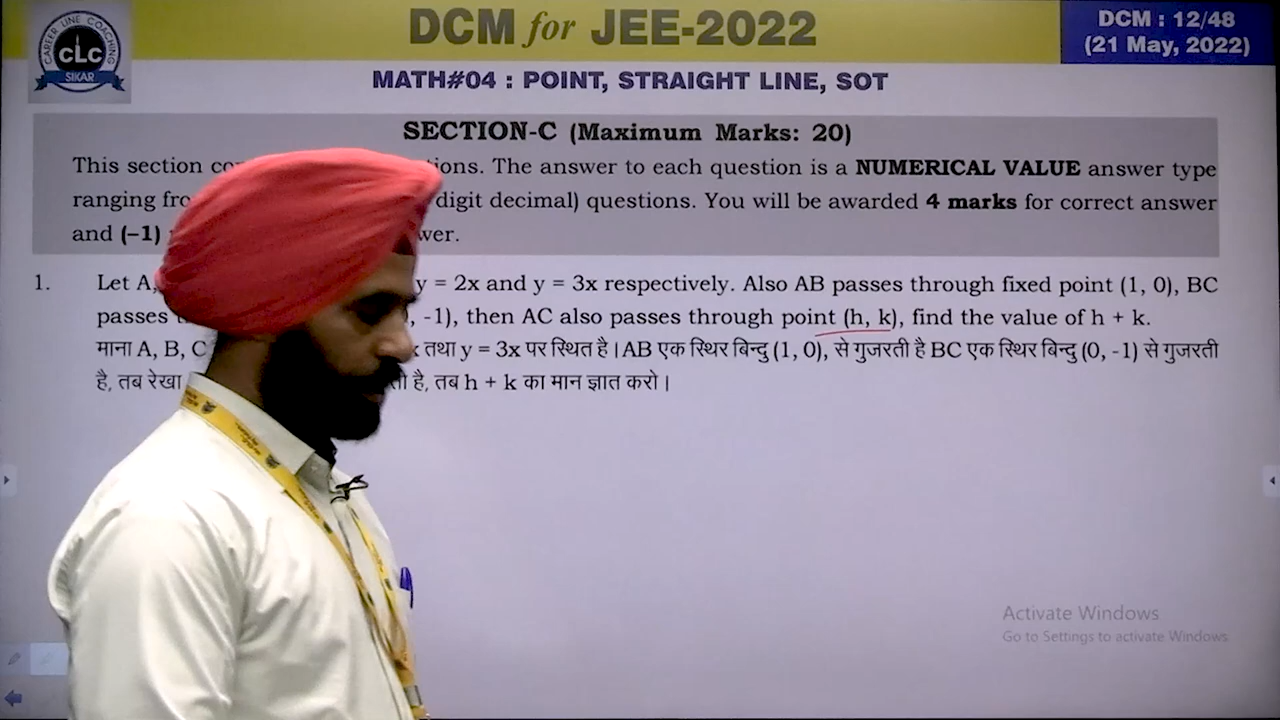 CAREER LINE COACHING
CLC
SIKAR
DCM for JEE-2022
DCM : 12/48
(21 May, 2022)
MATH#04 : POINT, STRAIGHT LINE, SOT
SECTION-C (Maximum Marks: 20)
This section tions. The answer to each question is a NUMERICAL VALUE answer type
ranging digit decimal) questions. You will be awarded 4 marks for correct answer
and (–1)
1. Let A, y = 2x and y = 3x respectively. Also AB passes through fixed point (1, 0), BC
passes -1), then AC also passes through point (h, k), find the value of h + k.
माना A, B, C तथा y = 3x पर स्थित है। AB एक स्थिर बिन्दु (1, 0), से गुजरती है BC एक स्थिर बिन्दु (0, -1) से गुजरती
है, तब रेखा है, तब h + k का मान ज्ञात करो।
Activate Windows
Go to Settings to activate Windows.